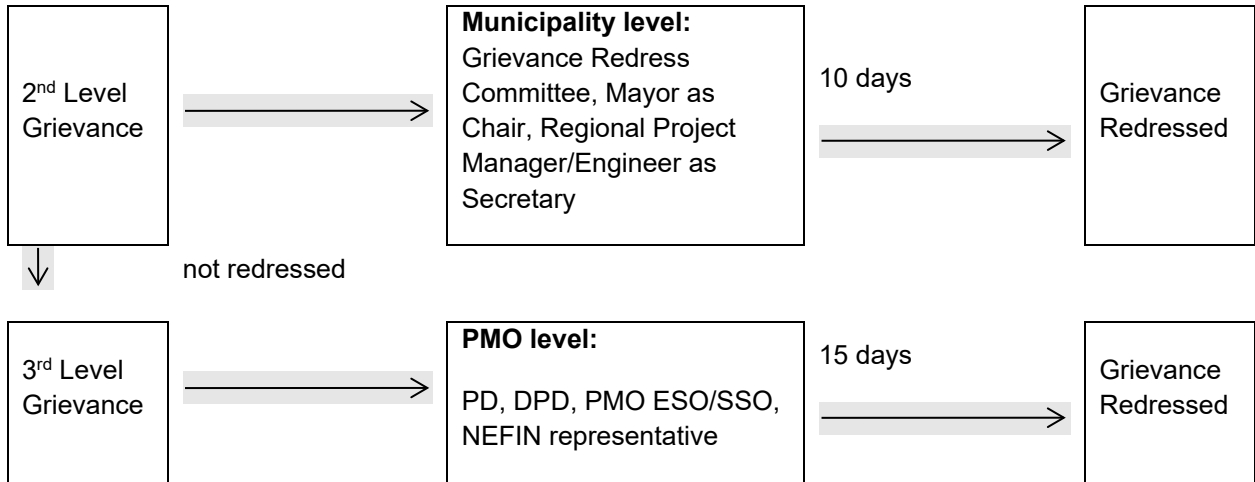 2nd Level
Grievance
Municipality level:
Grievance Redress
Committee, Mayor as
Chair, Regional Project
Manager/Engineer as
Secretary
10 days
Grievance
Redressed
not redressed
3rd Level
Grievance
PMO level:
PD, DPD, PMO ESO/SSO,
NEFIN representative
15 days
Grievance
Redressed